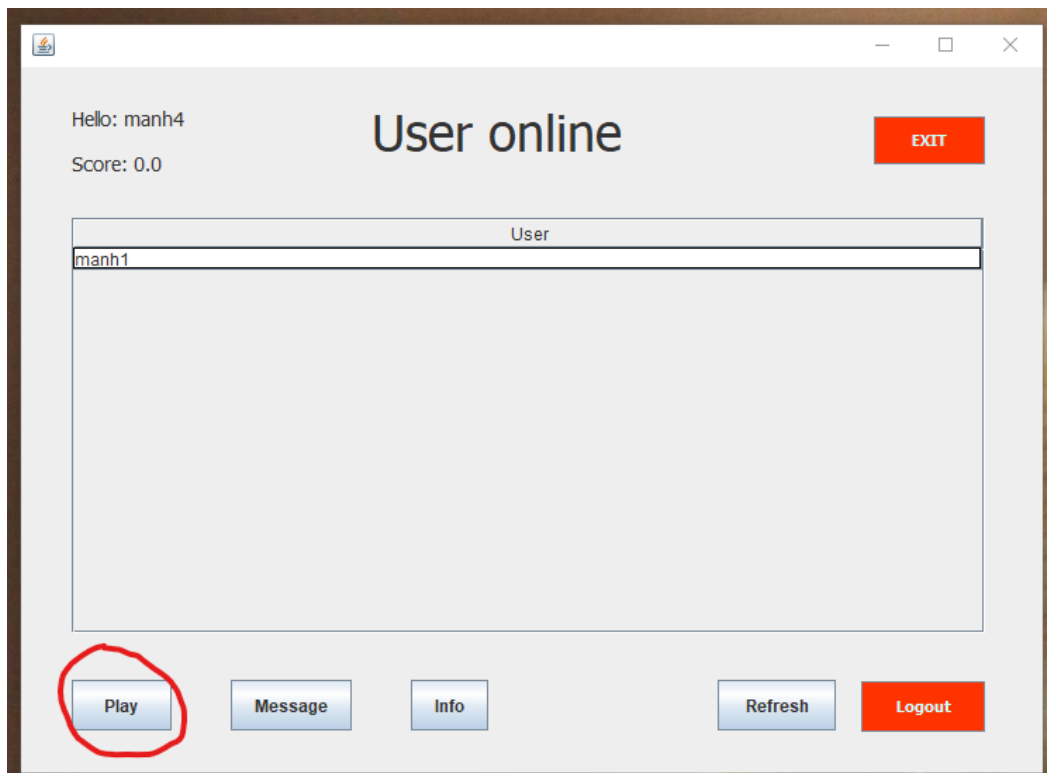 Hello: manh4
User online
EXIT
Score: 0.0
User
manh1
Play
Message
Info
Refresh
Logout